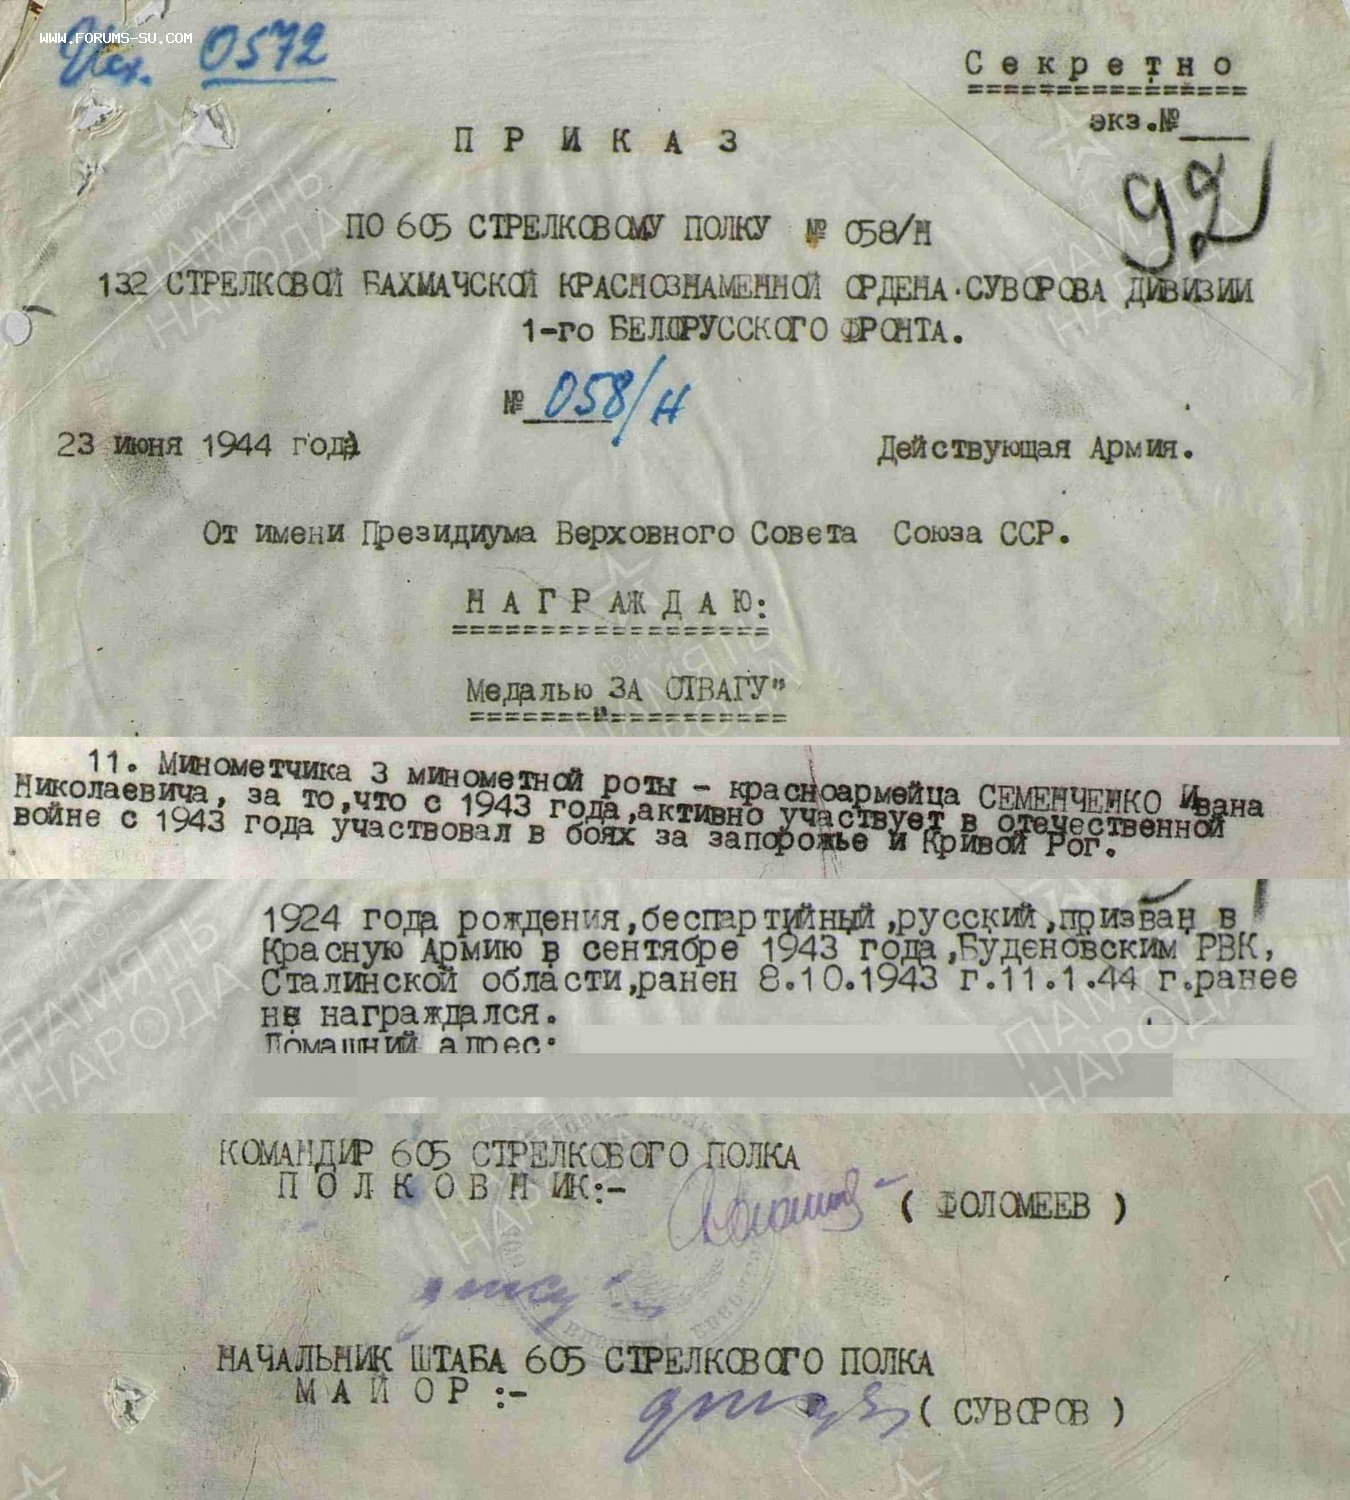 www.forums-su.com
Исх. 0572
Секретно
экз.№
92
ПРИКАЗ
ПО 605 СТРЕЛКОВОМУ ПОЛКУ № 058/Н
132 СТРЕЛКОВОЙ БАХМАЧСКОЙ КРАСНОЗНАМЕННОЙ ОРДЕНА СУВОРОВА ДИВИЗИИ
1-го БЕЛОРУССКОГО ФРОНТА.
№ 058/н
23 июня 1944 года Действующая Армия.
От имени Президиума Верховного Совета Союза ССР.
НАГРАЖДАЮ:
Медалью "ЗА ОТВАГУ"
11. Минометчика 3 минометной роты - красноармейца СЕМЕНЧЕНКО Ивана
Николаевича, за то,что с 1943 года,активно участвует в отечественной
войне с 1943 года участвовал в боях за запорожье и Кривой Рог.
1924 года рождения,беспартийный,русский,призван в
Красную Армию в сентябре 1943 года,Буденовским РВК,
Сталинской области,ранен 8.10.1943 г.11.1.44 г.ранее
не награждался.
Домашний адрес:
КОМАНДИР 605 СТРЕЛКОВОГО ПОЛКА
ПОЛКОВНИК:- ( ФОЛОМЕЕВ )
НАЧАЛЬНИК ШТАБА 605 СТРЕЛКОВОГО ПОЛКА
МАЙОР :- ( СУВОРОВ )
ПАМЯТЬ
НАРОДА
1941-1945